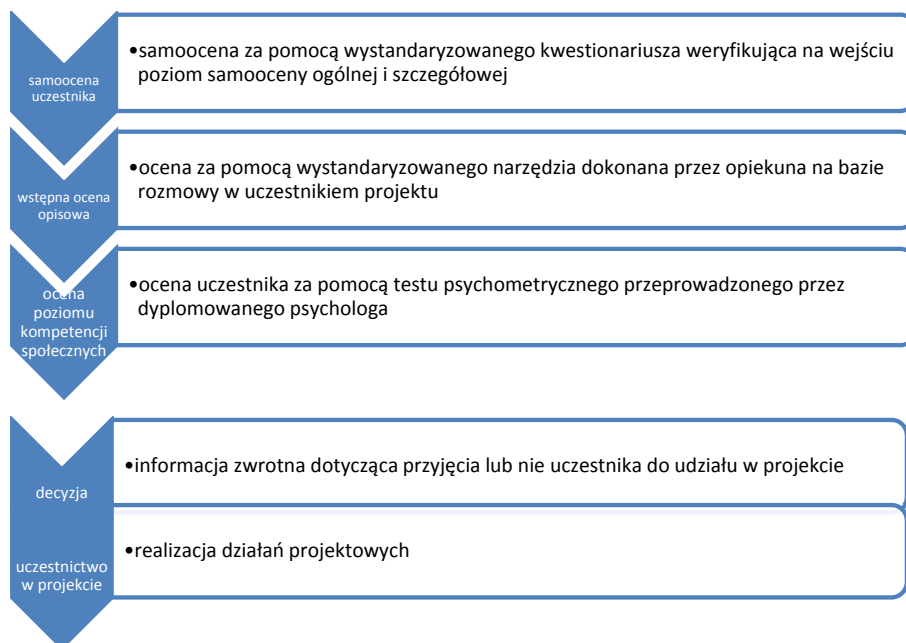 samoocena
uczestnika
•samoocena za pomocą wystandaryzowanego kwestionariusza weryfikująca na wejściu
poziom samooceny ogólnej i szczegółowej
wstępna ocena
opisowa
•ocena za pomocą wystandaryzowanego narzędzia dokonana przez opiekuna na bazie
rozmowy w uczestnikiem projektu
ocena
poziomu
kompetencji
społecznych
•ocena uczestnika za pomocą testu psychometrycznego przeprowadzonego przez
dyplomowanego psychologa
decyzja
•informacja zwrotna dotycząca przyjęcia lub nie uczestnika do udziału w projekcie
uczestnictwo
w projekcie
•realizacja działań projektowych